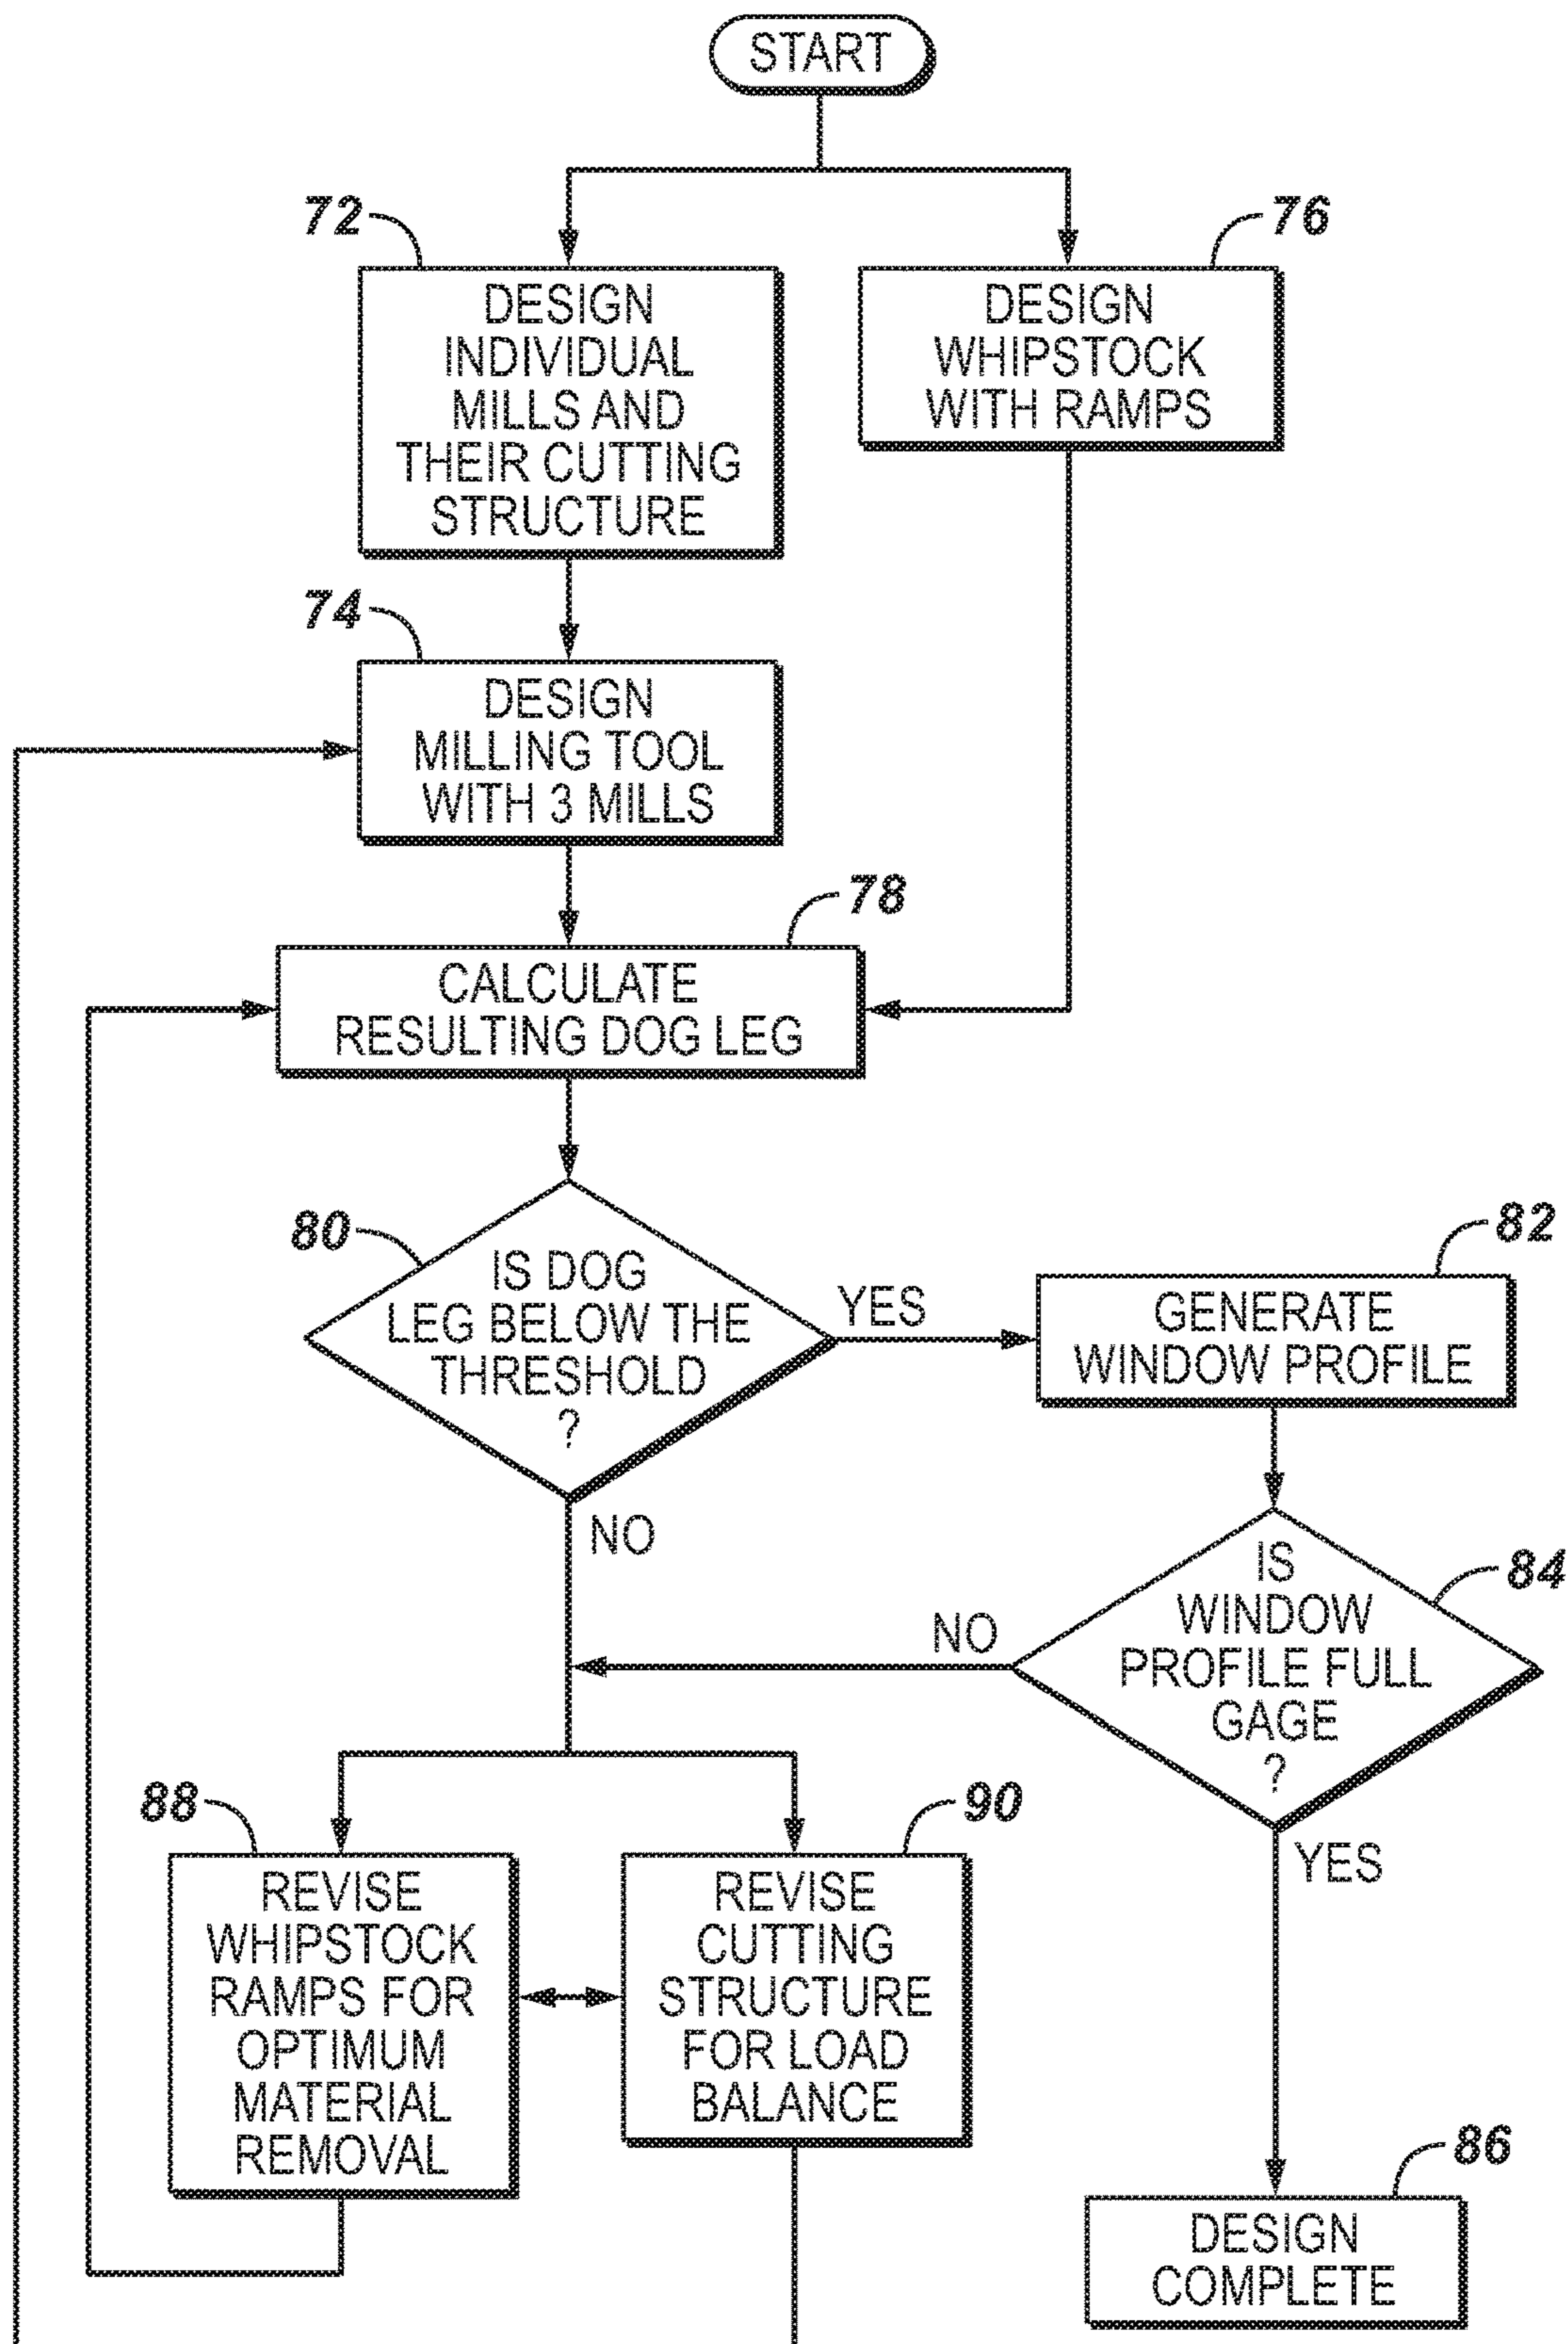 START
72
76
DESIGN
INDIVIDUAL
MILLS AND
THEIR CUTTING
STRUCTURE
DESIGN
WHIPSTOCK
WITH RAMPS
74
DESIGN
MILLING TOOL
WITH 3 MILLS
78
CALCULATE
RESULTING DOG LEG
80
IS DOG
LEG BELOW THE
THRESHOLD
?
YES
82
GENERATE
WINDOW PROFILE
NO
84
IS
WINDOW
PROFILE FULL
GAGE
?
NO
YES
88
REVISE
WHIPSTOCK
RAMPS FOR
OPTIMUM
MATERIAL
REMOVAL
90
REVISE
CUTTING
STRUCTURE
FOR LOAD
BALANCE
86
DESIGN
COMPLETE